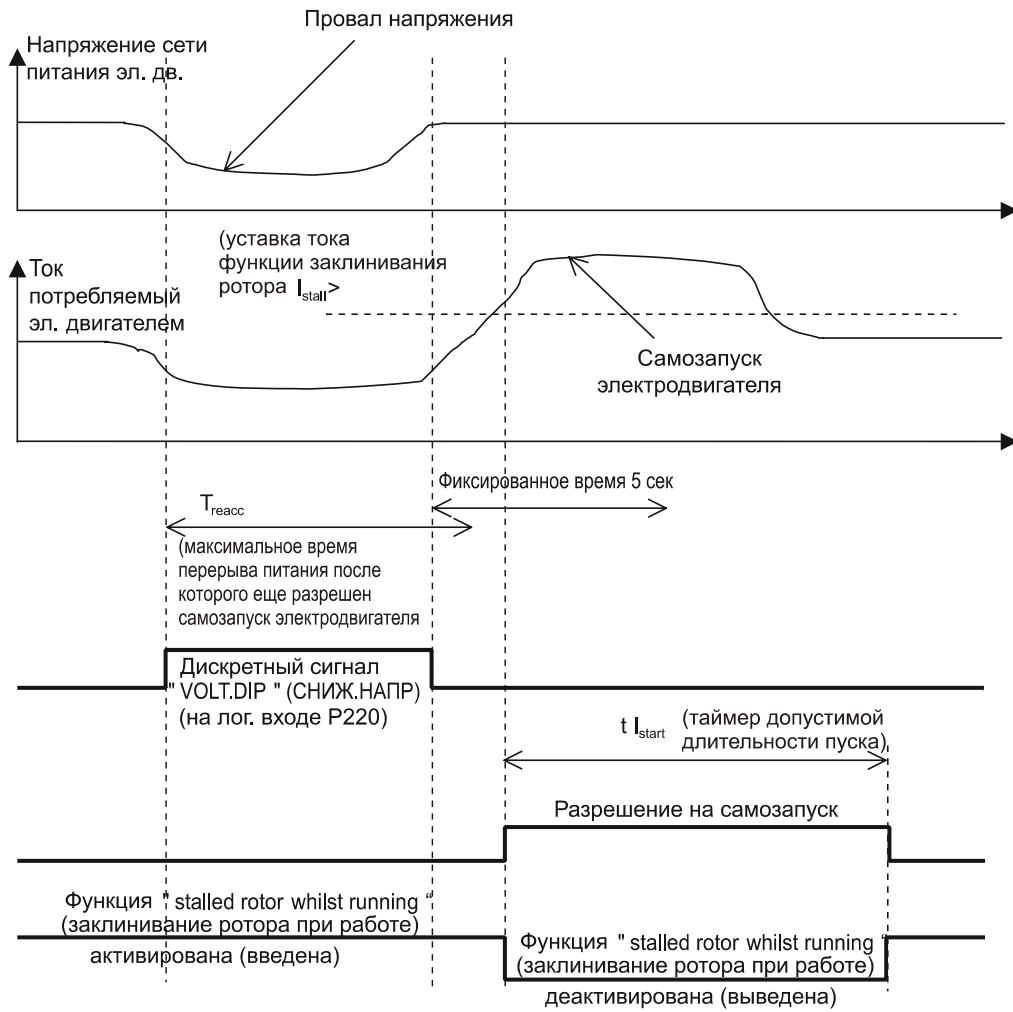 Провал напряжения
Напряжение сети
питания эл. дв.
(уставка тока
функции заклинивания
ротора Istall>
Ток
потребляемый
эл. двигателем
Самозапуск
электродвигателя
Фиксированное время 5 сек
Treacc
(максимальное время
перерыва питания после
которого еще разрешен
самозапуск электродвигателя
Дискретный сигнал
" VOLT.DIP " (СНИЖ.НАПР)
(на лог. входе P220)
t Istart (таймер допустимой
длительности пуска)
Разрешение на самозапуск
Функция " stalled rotor whilst running "
(заклинивание ротора при работе)
активирована (введена)
Функция " stalled rotor whilst running "
(заклинивание ротора при работе)
деактивирована (выведена)